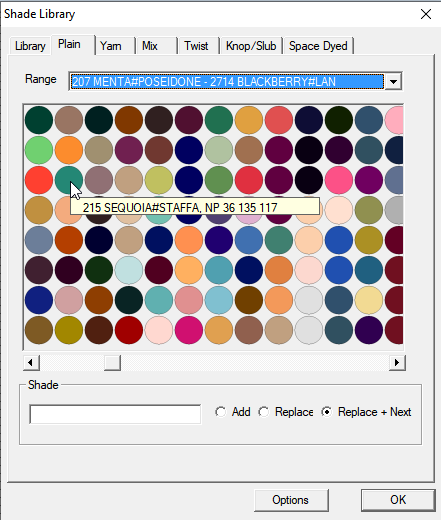 Shade Library
Library Plain Yarn Mix Twist Knop/Slub Space Dyed
Range 207 MENTA#POSEIDONE - 2714 BLACKBERRY#LAN
215 SEQUOIA#STAFFA, NP 36 135 117
Shade
Add Replace Replace + Next
Options OK